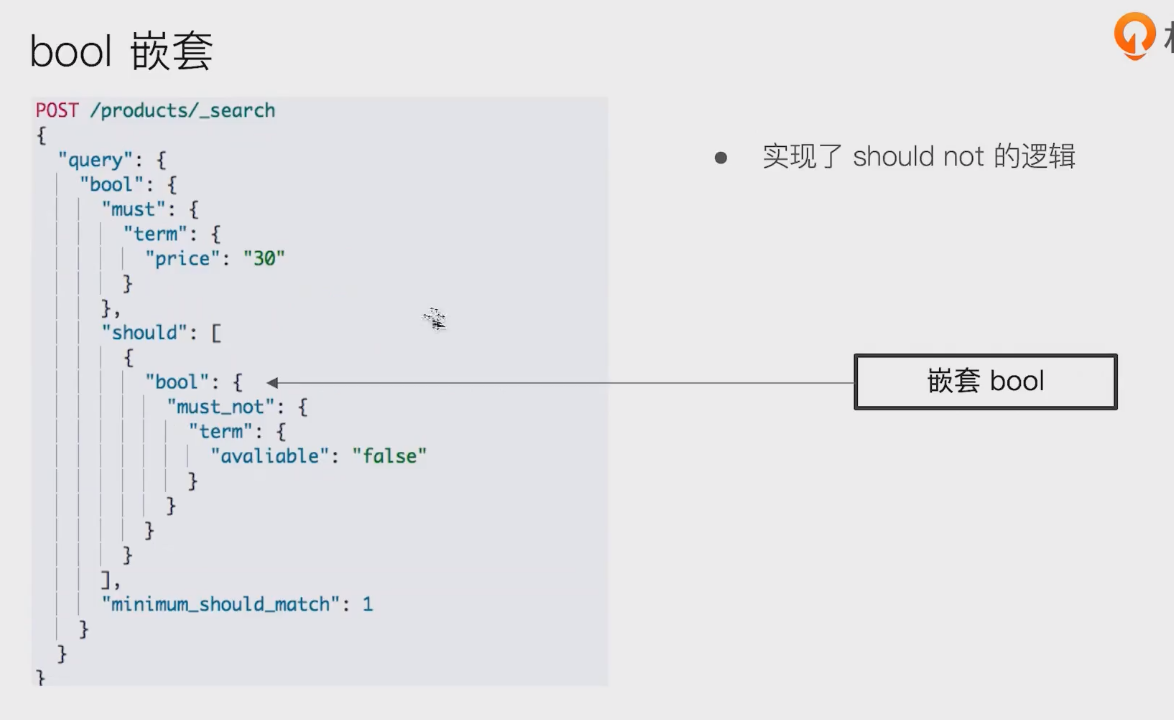 bool 嵌套
POST /products/_search
{
"query": {
"bool": {
"must": {
"term": {
"price": "30"
}
},
"should": [
{
"bool": {
"must_not": {
"term": {
"avaliable": "false"
}
}
}
}
],
"minimum_should_match": 1
}
}
}
实现了 should not 的逻辑
嵌套 bool